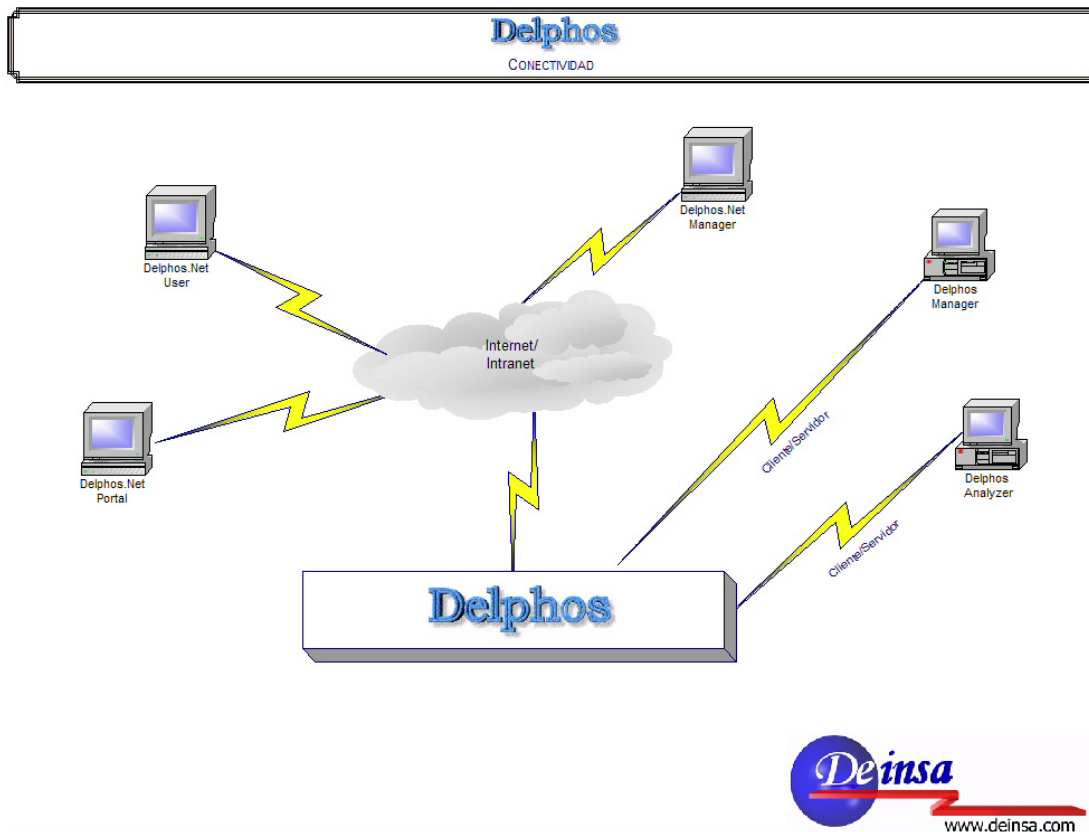 Delphos
CONECTIVIDAD
Delphos.Net
Manager
Delphos.Net
User
Delphos
Manager
Internet/
Intranet
Cliente/Servidor
Delphos.Net
Portal
Delphos
Analyzer
Cliente/Servidor
Delphos
Deinsa
www.deinsa.com